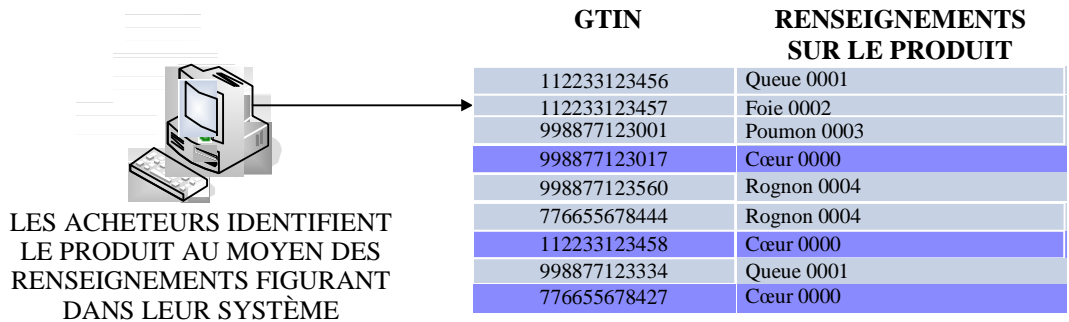 GTIN RENSEIGNEMENTS
SUR LE PRODUIT
112233123456 Queue 0001
112233123457 Foie 0002
998877123001 Poumon 0003
998877123017 Cœur 0000
998877123560 Rognon 0004
776655678444 Rognon 0004
112233123458 Cœur 0000
998877123334 Queue 0001
776655678427 Cœur 0000
LES ACHETEURS IDENTIFIENT
LE PRODUIT AU MOYEN DES
RENSEIGNEMENTS FIGURANT
DANS LEUR SYSTÈME